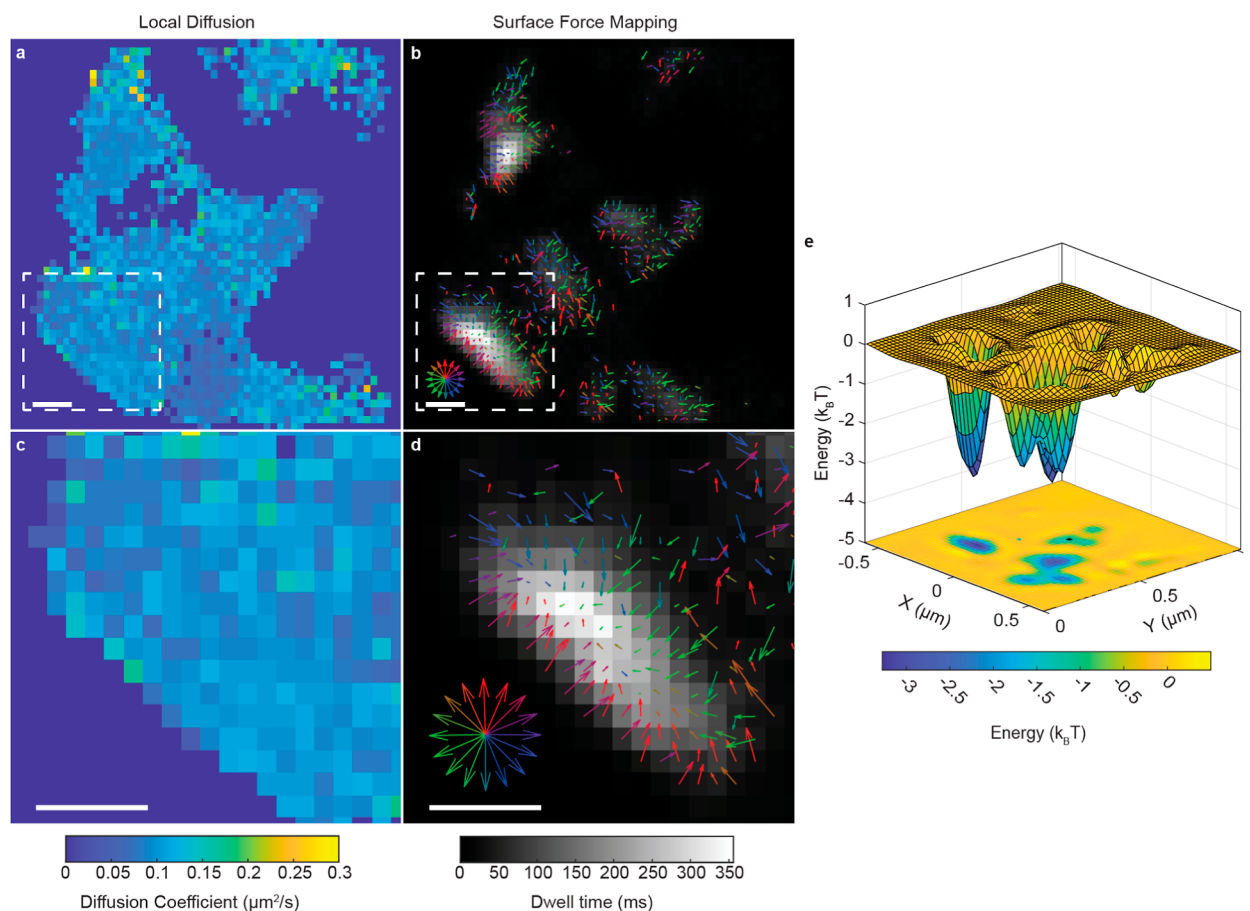 Local Diffusion
Surface Force Mapping
a
b
c
d
0 0.05 0.1 0.15 0.2 0.25 0.3
Diffusion Coefficient (µm²/s)
0 50 100 150 200 250 300 350
Dwell time (ms)
e
1
0
-1
-2
-3
-4
-5
Energy (k_BT)
-0.5
0
0.5
X (µm)
0
0.5
Y (µm)
-3 -2.5 -2 -1.5 -1 -0.5 0
Energy (k_BT)